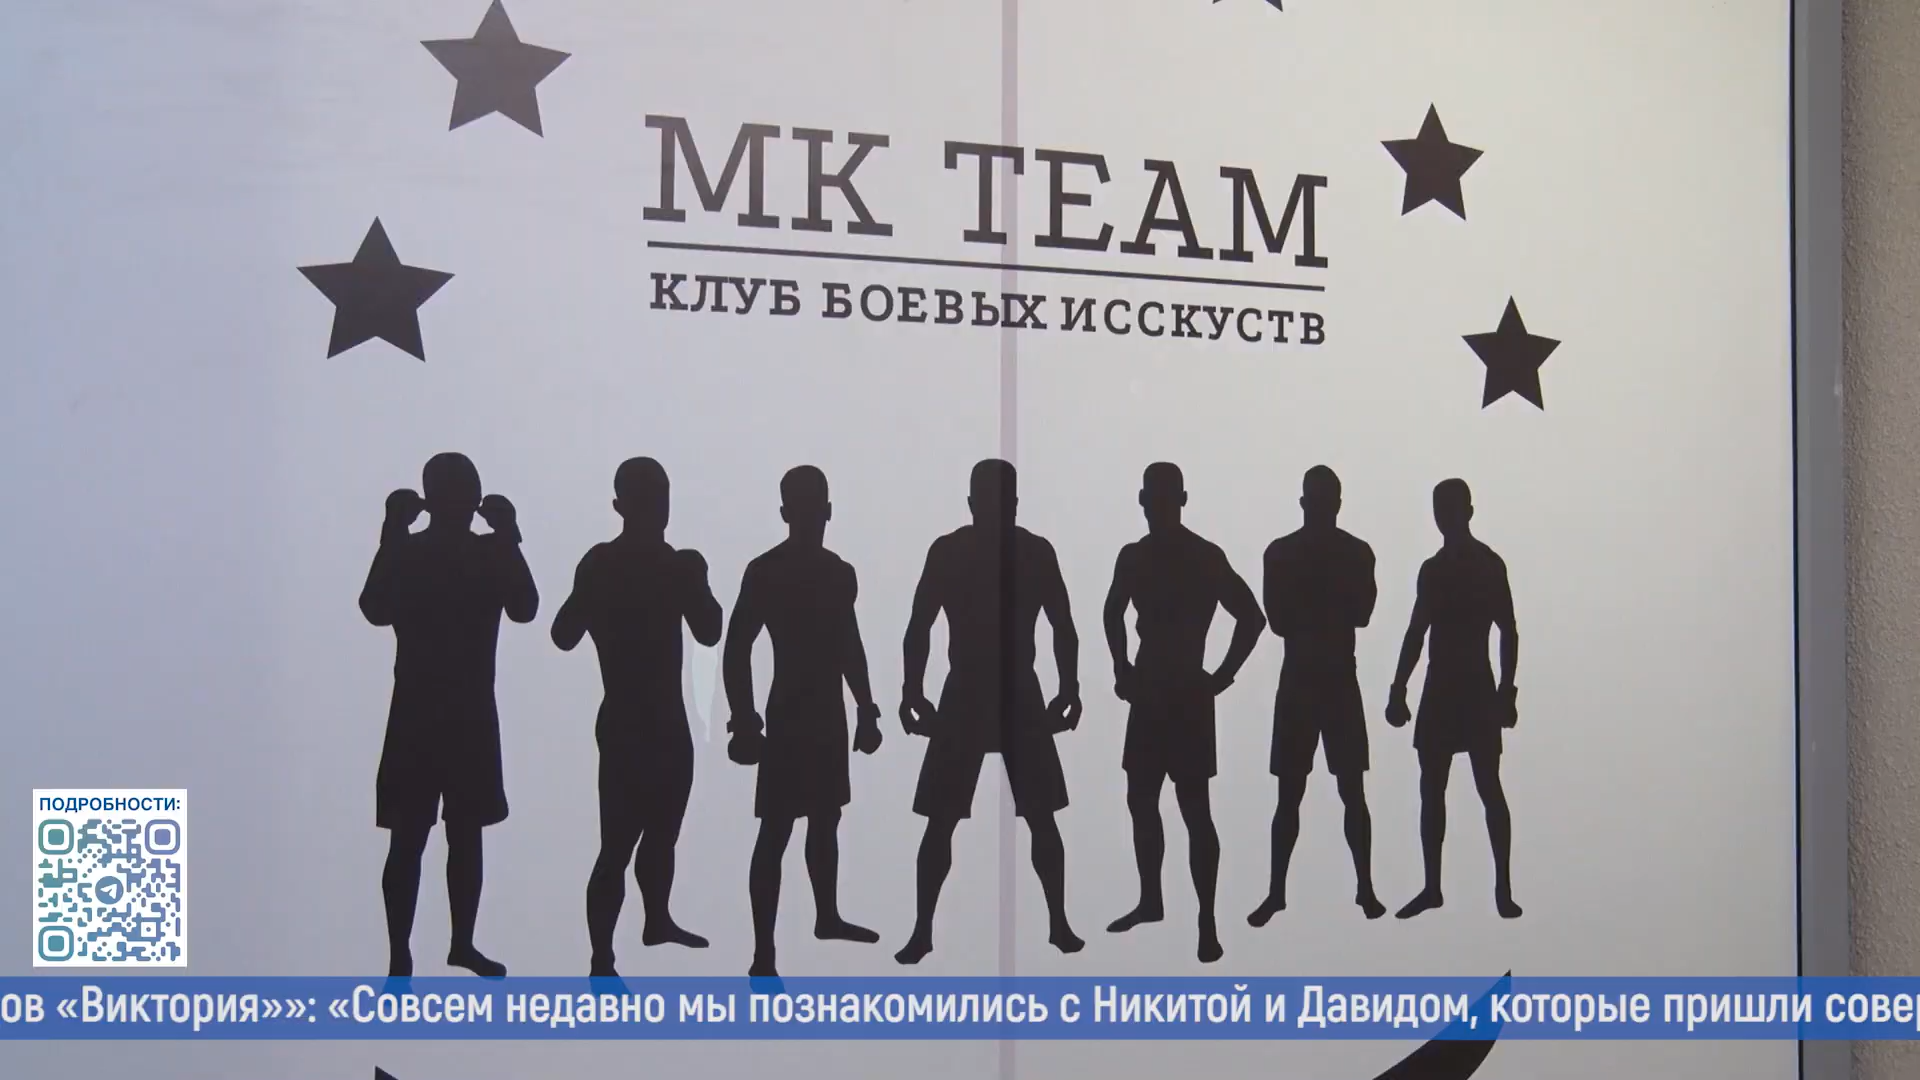 MK TEAM
КЛУБ БОЕВЫХ ИССКУСТВ
ПОДРОБНОСТИ:
ов «Виктория»»: «Совсем недавно мы познакомились с Никитой и Давидом, которые пришли совер